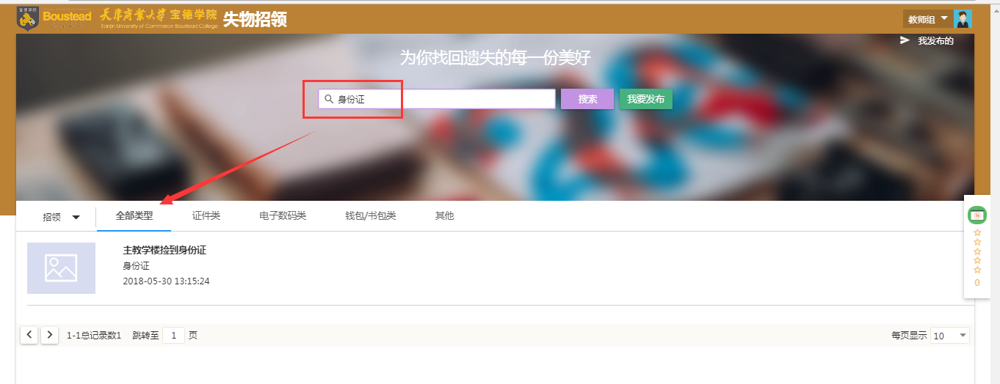 Boustead 天津商业大学 宝德学院 失物招领
Tianjin University of Commerce Boustead College
教师组
我发布的
为你找回遗失的每一份美好
身份证 搜索 我要发布
招领 全部类型 证件类 电子数码类 钱包/书包类 其他
主教学楼捡到身份证
身份证
2018-05-30 13:15:24
0
1-1总记录数1 跳转至 1 页 每页显示 10